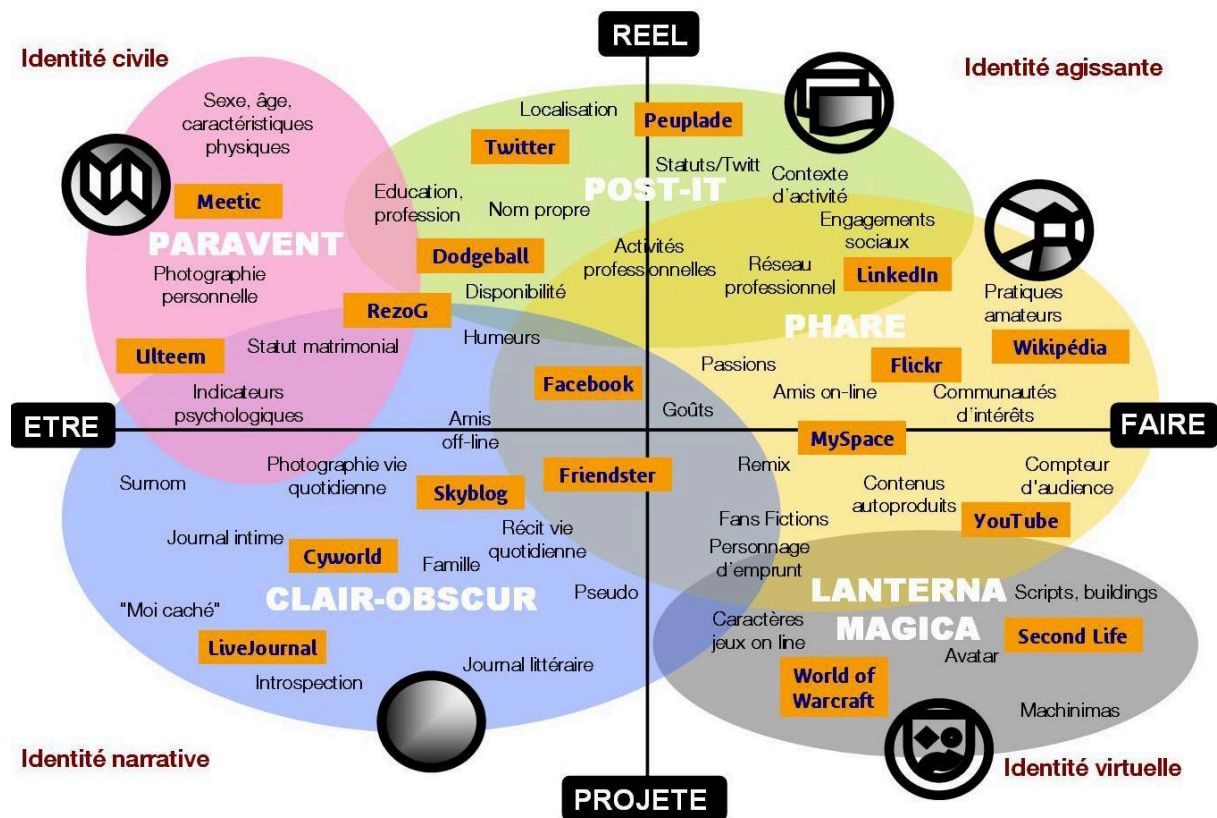 REEL
Identité civile
Identité agissante
Sexe, âge,
caractéristiques
physiques
Localisation
Peuplade
Twitter
Statuts/Twitt
POST-IT
Contexte
d'activité
Education,
profession
Nom propre
Meetic
PARAVENT
Engagements
sociaux
Activités
professionnelles
Dodgeball
Réseau
professionnel
LinkedIn
Photographie
personnelle
Disponibilité
Pratiques
amateurs
RezoG
PHARE
Humeurs
Statut matrimonial
Ulteem
Wikipédia
Passions
Flickr
Facebook
Indicateurs
psychologiques
Amis on-line
Communautés
d'intérêts
Goûts
Amis
off-line
ETRE
FAIRE
MySpace
Photographie vie
quotidienne
Surnom
Skyblog
Friendster
Remix
Compteur
d'audience
Contenus
autoproduits
YouTube
Fans Fictions
Journal intime
Récit vie
quotidienne
Cyworld
Famille
Personnage
d'emprunt
CLAIR-OBSCUR
Pseudo
LANTERNA
MAGICA
Scripts, buildings
"Moi caché"
Caractères
jeux on line
Second Life
LiveJournal
Journal littéraire
Avatar
Introspection
World of
Warcraft
Machinimas
Identité narrative
Identité virtuelle
PROJETE